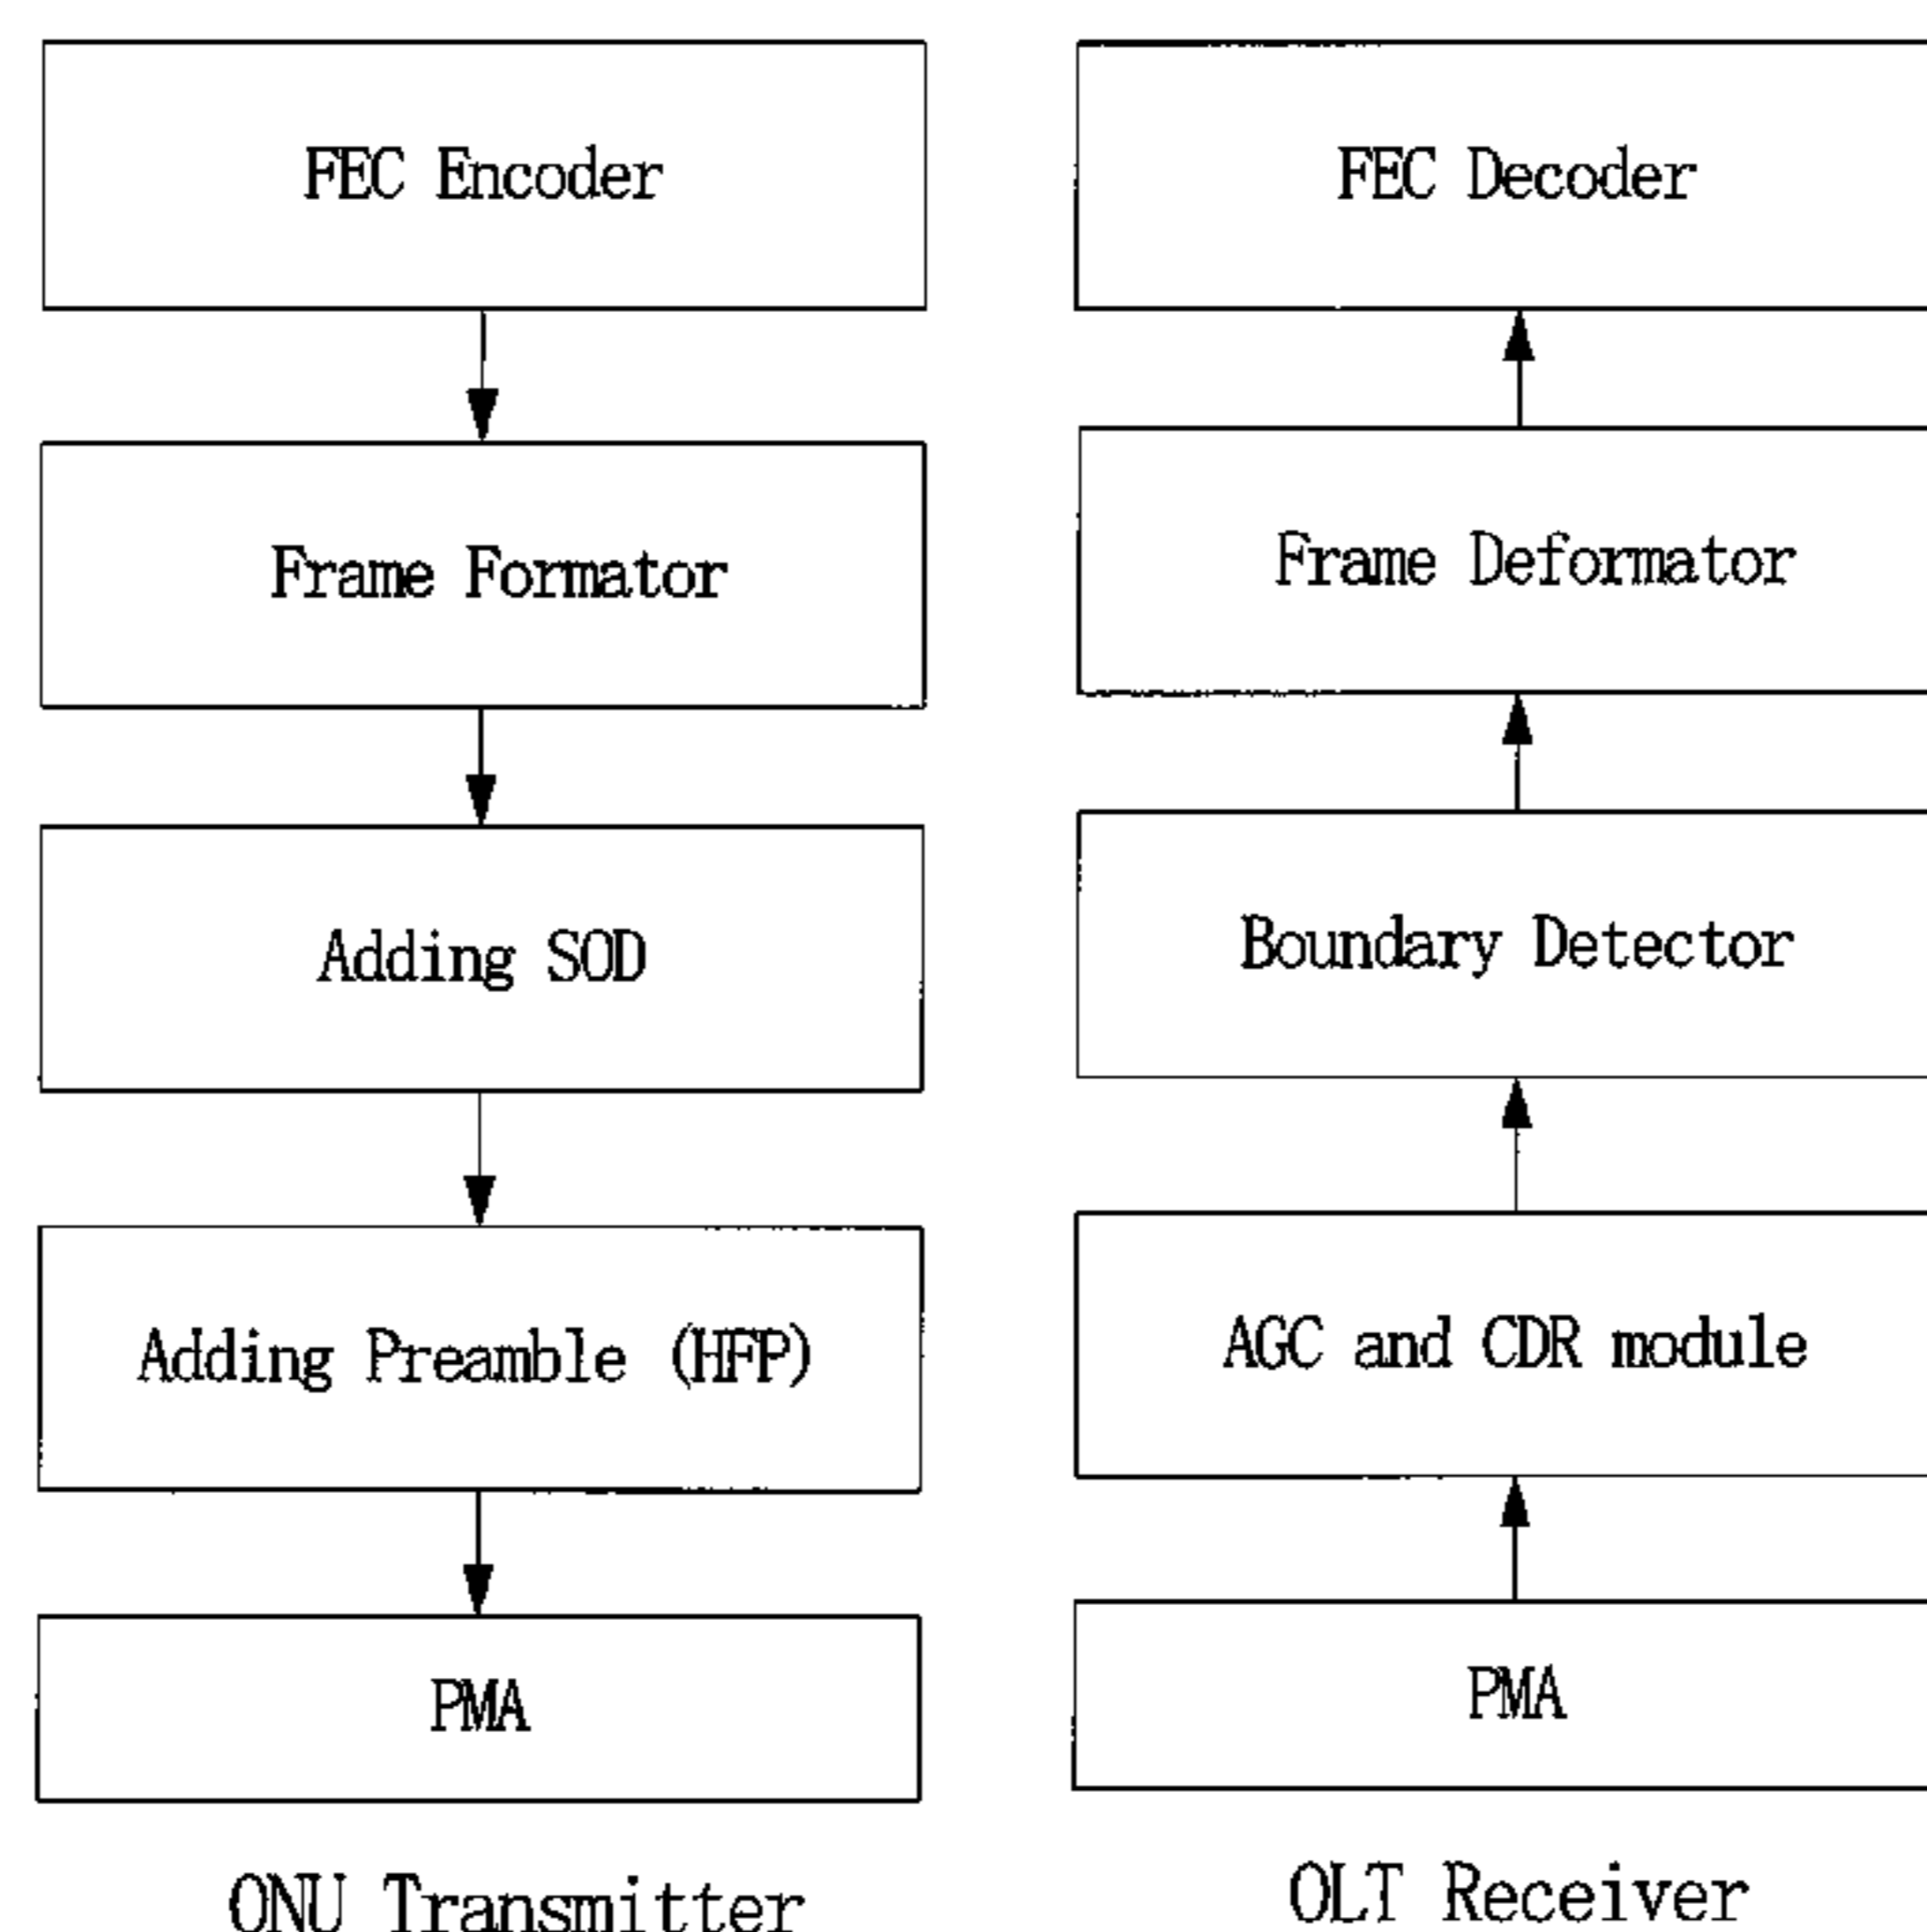 FEC Encoder
Frame Formator
Adding SOD
Adding Preamble (HFP)
PMA
ONU Transmitter
FEC Decoder
Frame Deformator
Boundary Detector
AGC and CDR module
PMA
OLT Receiver